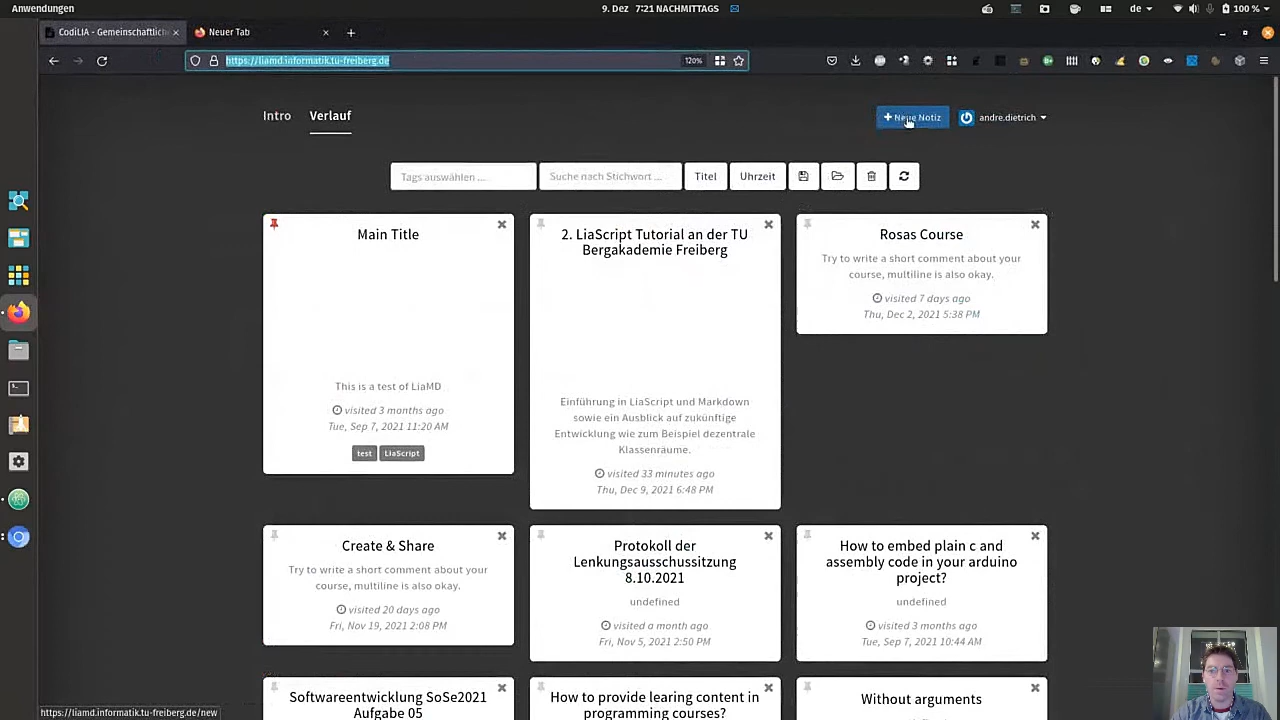 Anwendungen
9. Dez 7:21 NACHMITTAGS
de
100 %
CodiLIA - Gemeinschaftlich
Neuer Tab
https://liamd.informatik.tu-freiberg.de
120%
Intro
Verlauf
Neue Notiz
andre.dietrich
Tags auswählen ...
Suche nach Stichwort ...
Titel
Uhrzeit
Main Title
This is a test of LiaMD
visited 3 months ago
Tue, Sep 7, 2021 11:20 AM
test
LiaScript
2. LiaScript Tutorial an der TU
Bergakademie Freiberg
Einführung in LiaScript und Markdown
sowie ein Ausblick auf zukünftige
Entwicklung wie zum Beispiel dezentrale
Klassenräume.
visited 33 minutes ago
Thu, Dec 9, 2021 6:48 PM
Rosas Course
Try to write a short comment about your
course, multiline is also okay.
visited 7 days ago
Thu, Dec 2, 2021 5:38 PM
Create & Share
Try to write a short comment about your
course, multiline is also okay.
visited 20 days ago
Fri, Nov 19, 2021 2:08 PM
Protokoll der
Lenkungsausschussitzung
8.10.2021
undefined
visited a month ago
Fri, Nov 5, 2021 2:50 PM
How to embed plain c and
assembly code in your arduino
project?
undefined
visited 3 months ago
Tue, Sep 7, 2021 10:44 AM
Softwareentwicklung SoSe2021
Aufgabe 05
How to provide learing content in
programming courses?
Without arguments
https://liamd.informatik.tu-freiberg.de/new